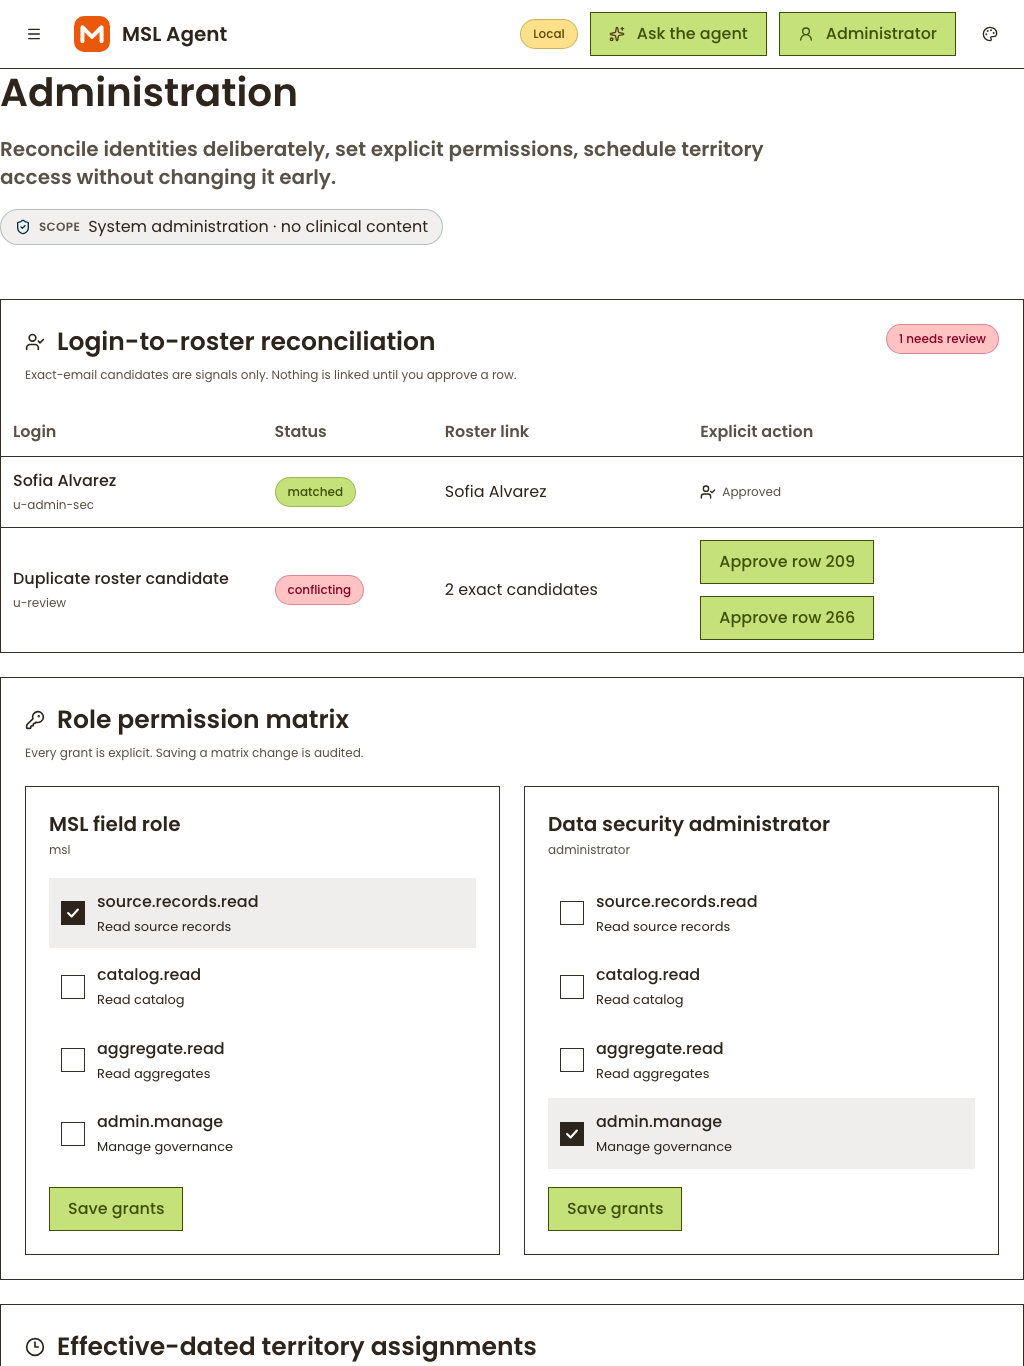 MSL Agent
Local
Ask the agent
Administrator
Administration
Reconcile identities deliberately, set explicit permissions, schedule territory
access without changing it early.
SCOPE System administration · no clinical content
Login-to-roster reconciliation
1 needs review
Exact-email candidates are signals only. Nothing is linked until you approve a row.
Login Status Roster link Explicit action
Sofia Alvarez
u-admin-sec
matched
Sofia Alvarez
Approved
Duplicate roster candidate
u-review
conflicting
2 exact candidates
Approve row 209
Approve row 266
Role permission matrix
Every grant is explicit. Saving a matrix change is audited.
MSL field role
msl
source.records.read
Read source records
catalog.read
Read catalog
aggregate.read
Read aggregates
admin.manage
Manage governance
Save grants
Data security administrator
administrator
source.records.read
Read source records
catalog.read
Read catalog
aggregate.read
Read aggregates
admin.manage
Manage governance
Save grants
Effective-dated territory assignments